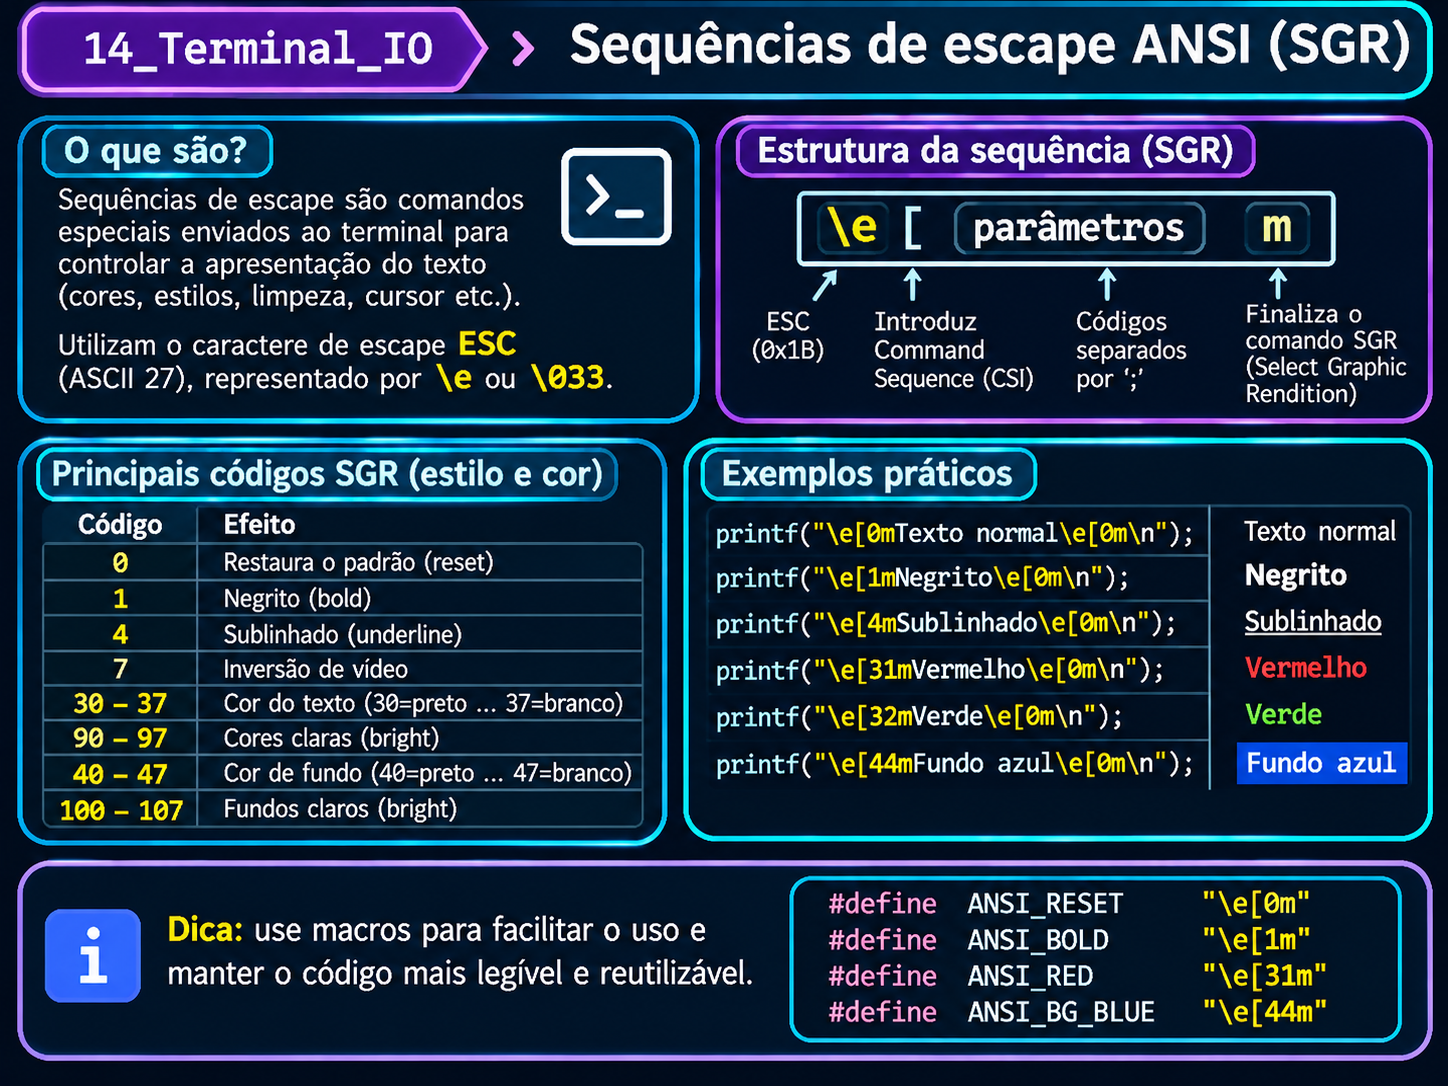 14_Terminal_IO
Sequências de escape ANSI (SGR)
O que são?
Sequências de escape são comandos
especiais enviados ao terminal para
controlar a apresentação do texto
(cores, estilos, limpeza, cursor etc.).
Utilizam o caractere de escape ESC
(ASCII 27), representado por \e ou \033.
>_
Estrutura da sequência (SGR)
\e [ parâmetros m
ESC
(0x1B)
Introduz
Command
Sequence (CSI)
Códigos
separados
por ‘;’
Finaliza o
comando SGR
(Select Graphic
Rendition)
Principais códigos SGR (estilo e cor)
Código Efeito
0 Restaura o padrão (reset)
1 Negrito (bold)
4 Sublinhado (underline)
7 Inversão de vídeo
30 – 37 Cor do texto (30=preto ... 37=branco)
90 – 97 Cores claras (bright)
40 – 47 Cor de fundo (40=preto ... 47=branco)
100 – 107 Fundos claros (bright)
Exemplos práticos
printf("\e[0mTexto normal\e[0m\n"); Texto normal
printf("\e[1mNegrito\e[0m\n"); Negrito
printf("\e[4mSublinhado\e[0m\n"); Sublinhado
printf("\e[31mVermelho\e[0m\n"); Vermelho
printf("\e[32mVerde\e[0m\n"); Verde
printf("\e[44mFundo azul\e[0m\n"); Fundo azul
i
Dica: use macros para facilitar o uso e
manter o código mais legível e reutilizável.
#define ANSI_RESET "\e[0m"
#define ANSI_BOLD "\e[1m"
#define ANSI_RED "\e[31m"
#define ANSI_BG_BLUE "\e[44m"